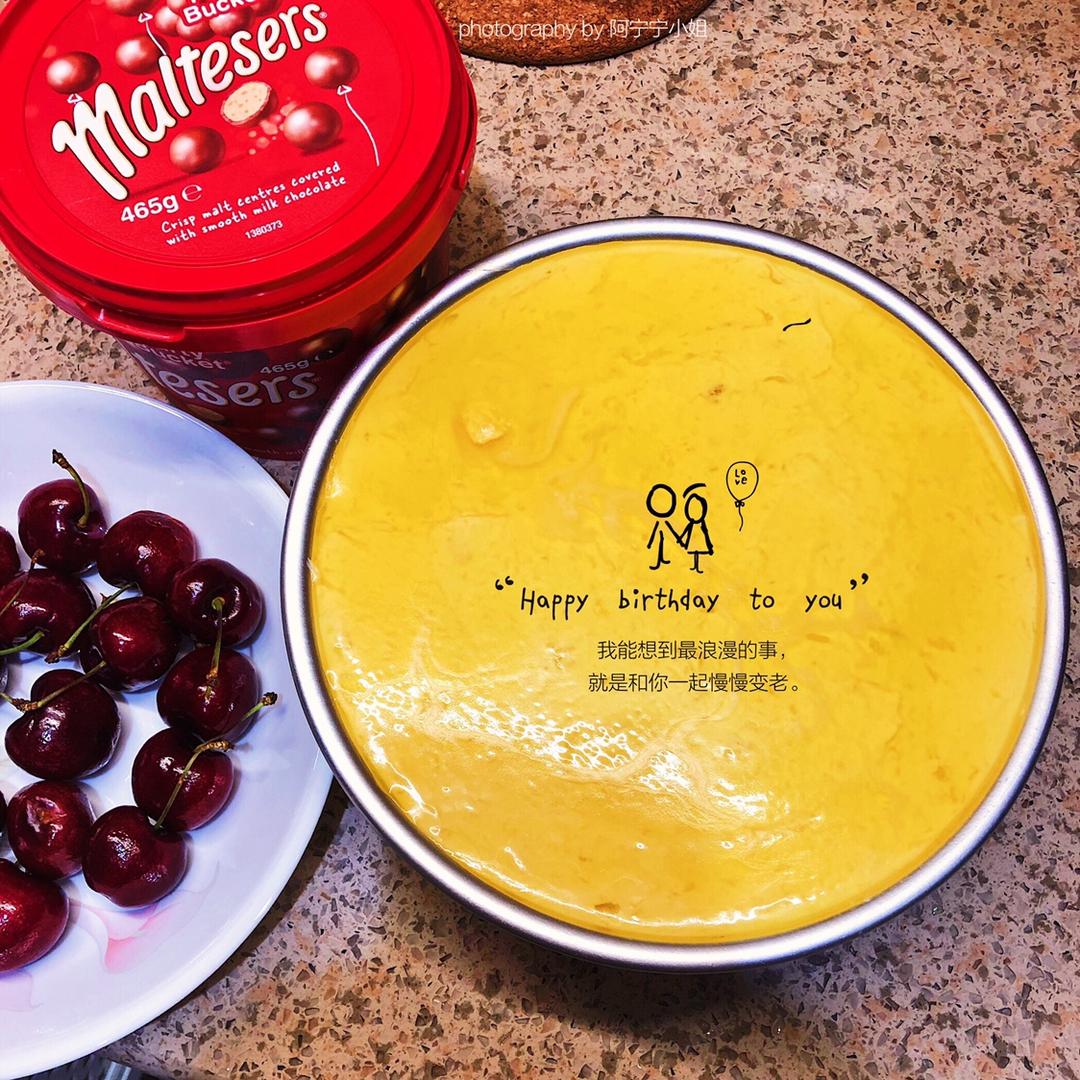 photography by 阿宁宁小姐
Bucket
Maltesers
465g e
Crisp malt centres covered
with smooth milk chocolate
1380373
465g
esers
Love
“Happy birthday to you”
我能想到最浪漫的事，
就是和你一起慢慢变老。